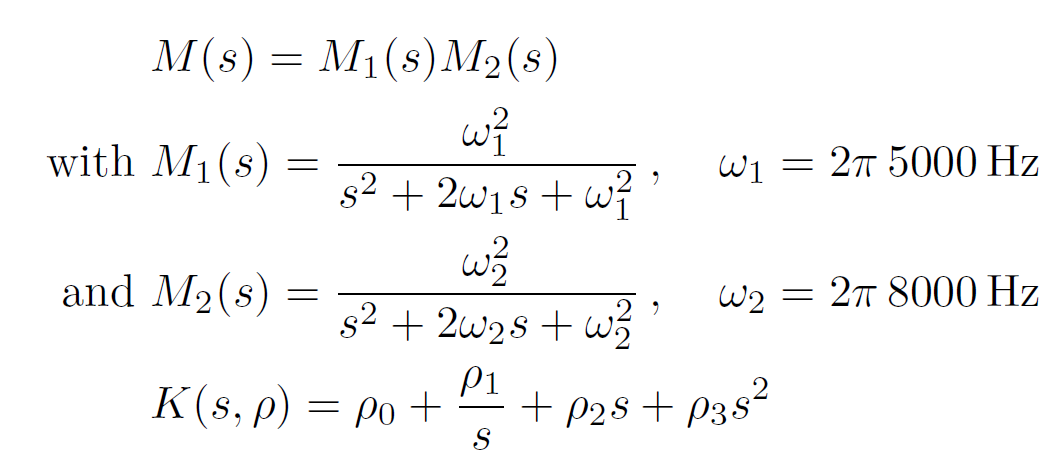 M(s) = M₁(s)M₂(s)
with M₁(s) = ω₁² / (s² + 2ω₁s + ω₁²) , ω₁ = 2π 5000 Hz
and M₂(s) = ω₂² / (s² + 2ω₂s + ω₂²) , ω₂ = 2π 8000 Hz
K(s, ρ) = ρ₀ + ρ₁ / s + ρ₂s + ρ₃s²